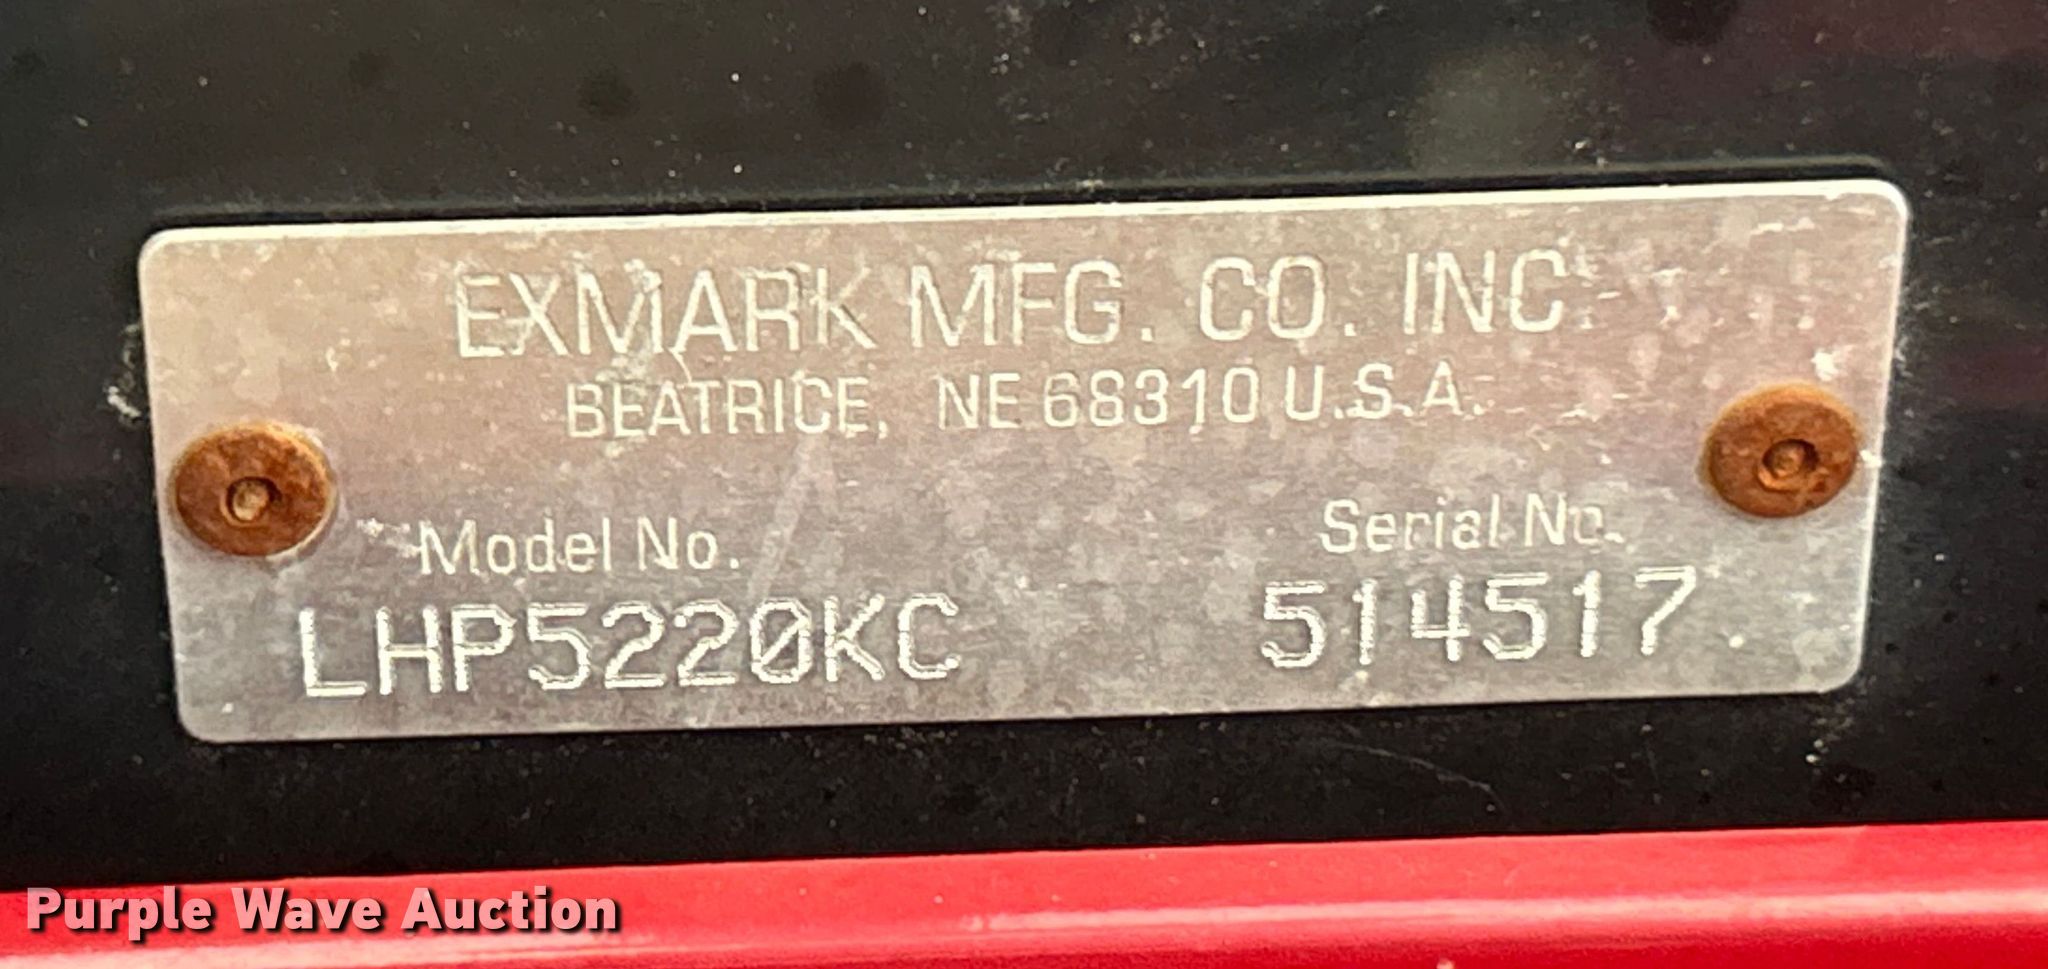 EXMARK MFG. CO. INC.
BEATRICE, NE 68310 U.S.A.
Model No. Serial No.
LHP5220KC 514517
Purple Wave Auction